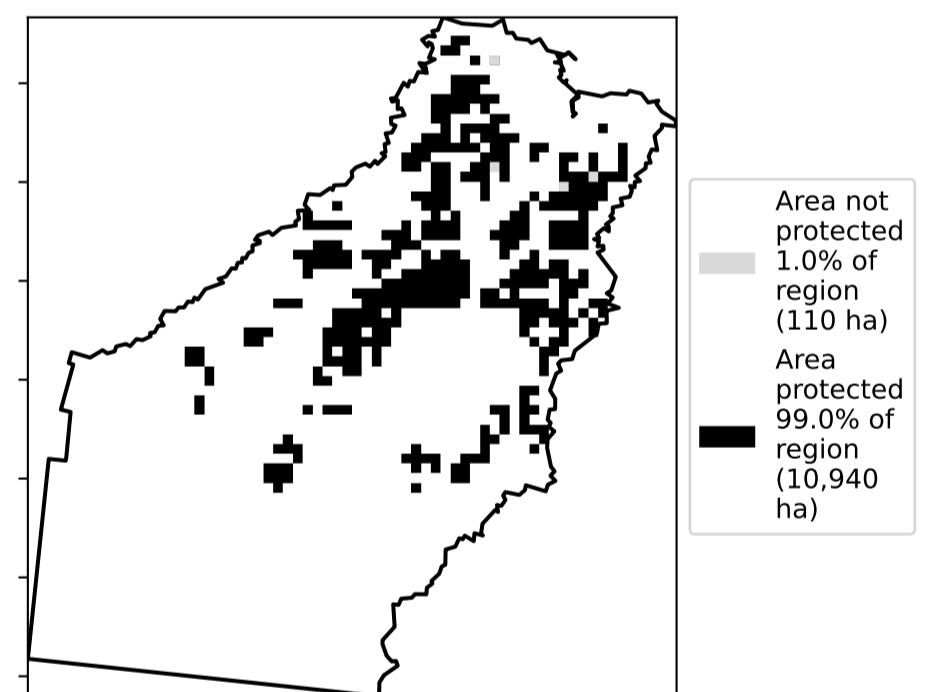 Area not
protected
1.0% of
region
(110 ha)
Area
protected
99.0% of
region
(10,940
ha)